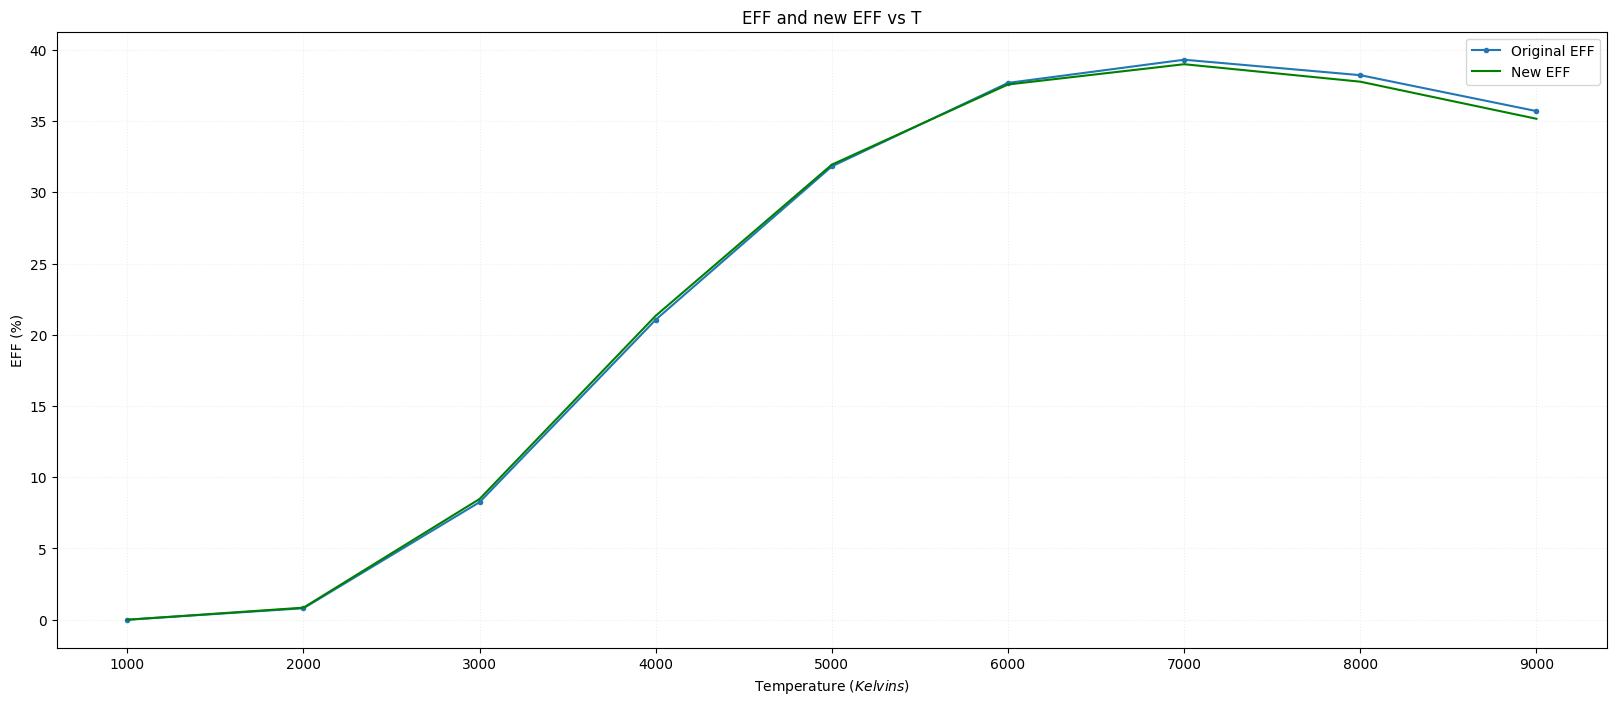 EFF and new EFF vs T
Original EFF
New EFF
40
35
30
25
20
15
10
5
0
EFF (%)
1000 2000 3000 4000 5000 6000 7000 8000 9000
Temperature (Kelvins)